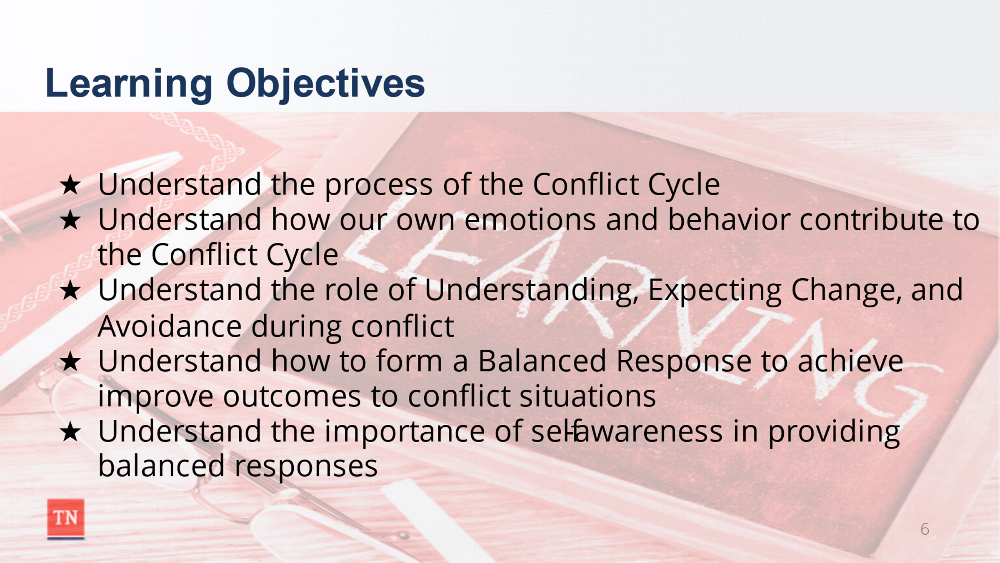 Learning Objectives
★ Understand the process of the Conflict Cycle
★ Understand how our own emotions and behavior contribute to
the Conflict Cycle
★ Understand the role of Understanding, Expecting Change, and
Avoidance during conflict
★ Understand how to form a Balanced Response to achieve
improve outcomes to conflict situations
★ Understand the importance of self-awareness in providing
balanced responses
LEARNING
TN
6